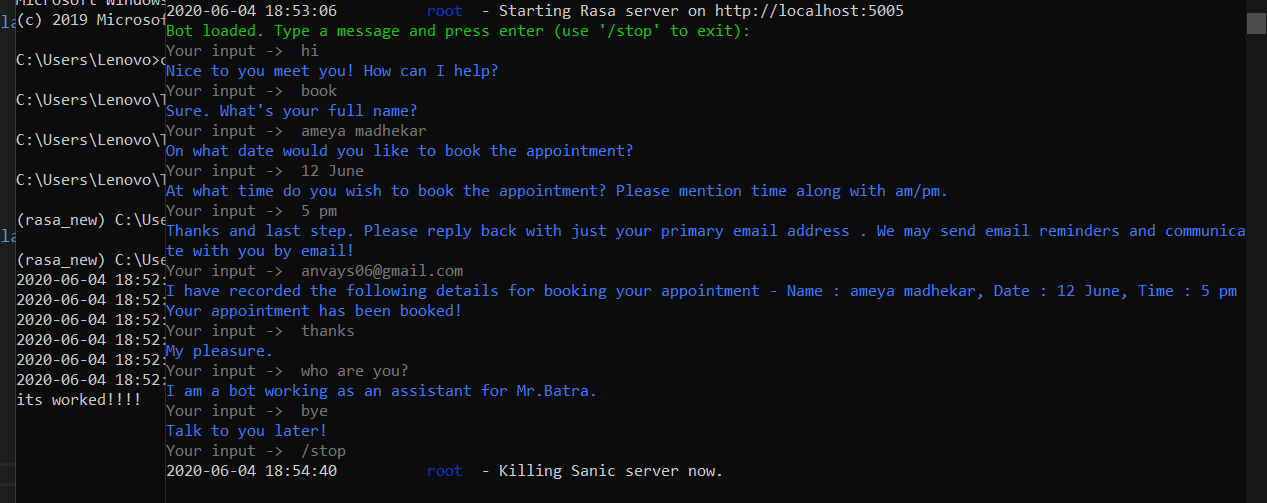 Microsoft Windows
(c) 2019 Microsof
C:\Users\Lenovo>c
C:\Users\Lenovo\T
C:\Users\Lenovo\T
C:\Users\Lenovo\T
(rasa_new) C:\Use
(rasa_new) C:\Use
2020-06-04 18:52:
2020-06-04 18:52:
2020-06-04 18:52:
2020-06-04 18:52:
2020-06-04 18:52:
2020-06-04 18:52:
its worked!!!!
2020-06-04 18:53:06 root - Starting Rasa server on http://localhost:5005
Bot loaded. Type a message and press enter (use '/stop' to exit):
Your input -> hi
Nice to you meet you! How can I help?
Your input -> book
Sure. What's your full name?
Your input -> ameya madhekar
On what date would you like to book the appointment?
Your input -> 12 June
At what time do you wish to book the appointment? Please mention time along with am/pm.
Your input -> 5 pm
Thanks and last step. Please reply back with just your primary email address . We may send email reminders and communica
te with you by email!
Your input -> anvays06@gmail.com
I have recorded the following details for booking your appointment - Name : ameya madhekar, Date : 12 June, Time : 5 pm
Your appointment has been booked!
Your input -> thanks
My pleasure.
Your input -> who are you?
I am a bot working as an assistant for Mr.Batra.
Your input -> bye
Talk to you later!
Your input -> /stop
2020-06-04 18:54:40 root - Killing Sanic server now.